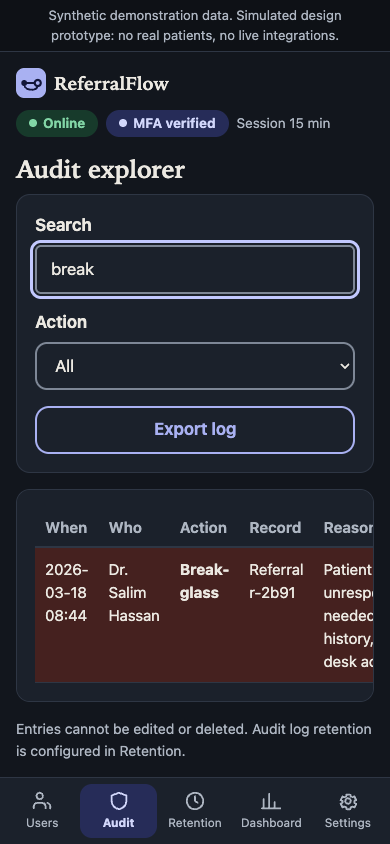 Synthetic demonstration data. Simulated design
prototype: no real patients, no live integrations.
ReferralFlow
Online
MFA verified
Session 15 min
Audit explorer
Search
break
Action
All
Export log
When Who Action Record Reason
2026-03-18 08:44
Dr. Salim Hassan
Break-glass
Referral r-2b91
Patient
needed
history,
desk
Entries cannot be edited or deleted. Audit log retention
is configured in Retention.
Users
Audit
Retention
Dashboard
Settings